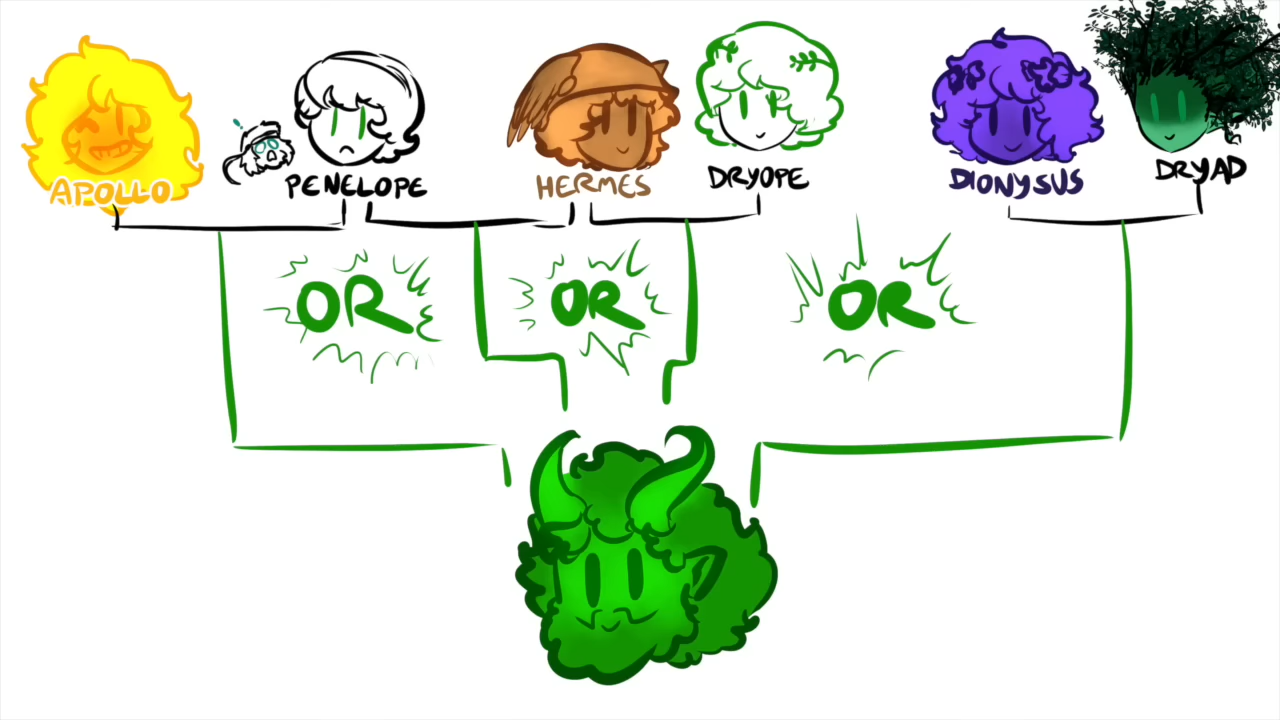 APOLLO
PENELOPE
HERMES
DRYOPE
DIONYSUS
DRYAD
OR
OR
OR